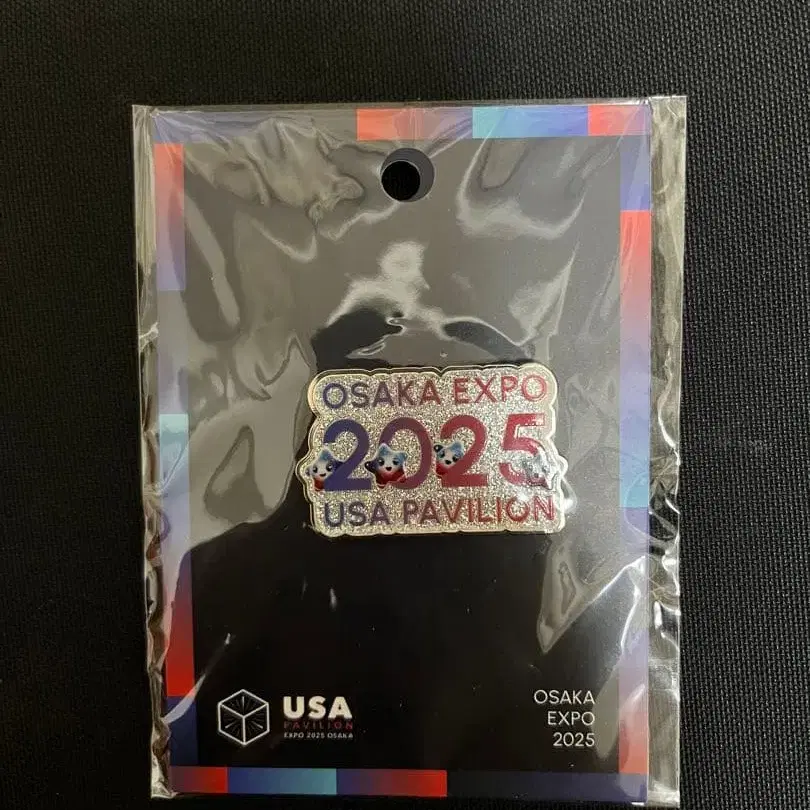 OSAKA EXPO
2025
USA PAVILION
USA
PAVILION
EXPO 2025 OSAKA
OSAKA
EXPO
2025